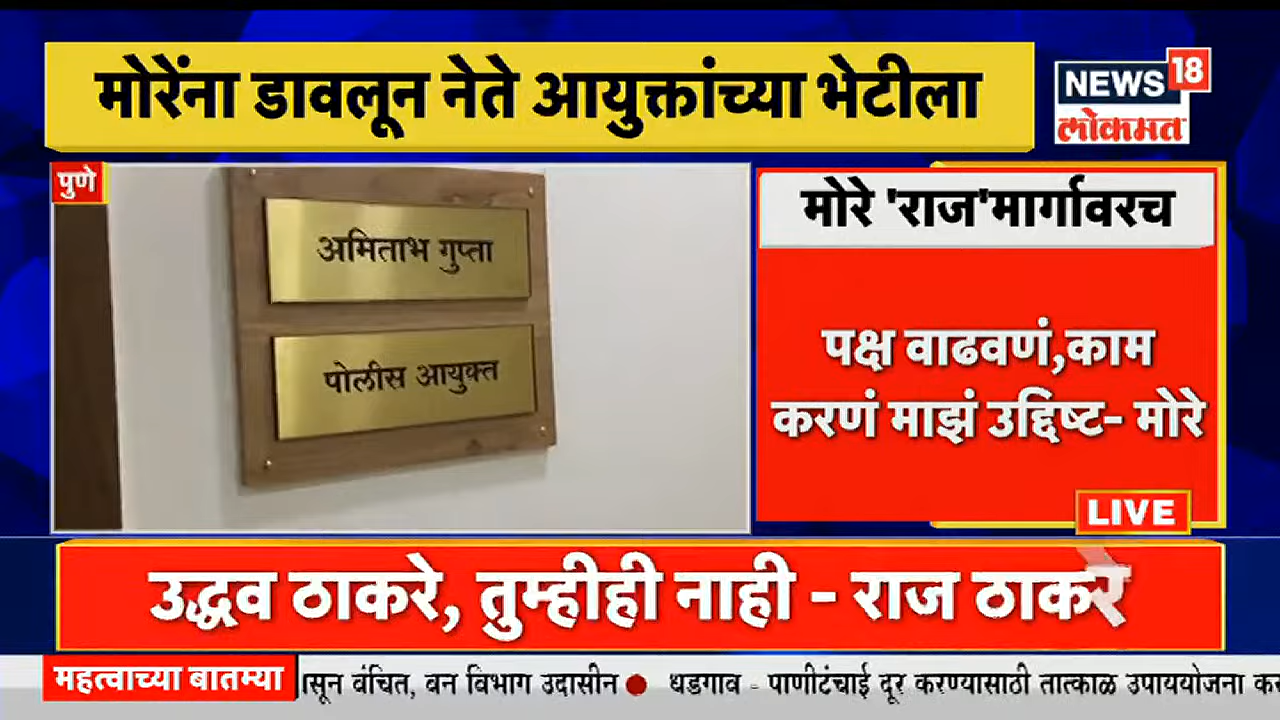 मोरेंना डावलून नेते आयुक्तांच्या भेटीला
NEWS 18
लोकमत
पुणे
अमिताभ गुप्ता
पोलीस आयुक्त
मोरे 'राज'मार्गावरच
पक्ष वाढवणं,काम
करणं माझं उद्दिष्ट- मोरे
LIVE
उद्धव ठाकरे, तुम्हीही नाही - राज ठाकरे
महत्वाच्या बातम्या
वंचित, वन विभाग उदासीन ● धडगाव - पाणीटंचाई दूर करण्यासाठी तात्काळ उपाययोजना